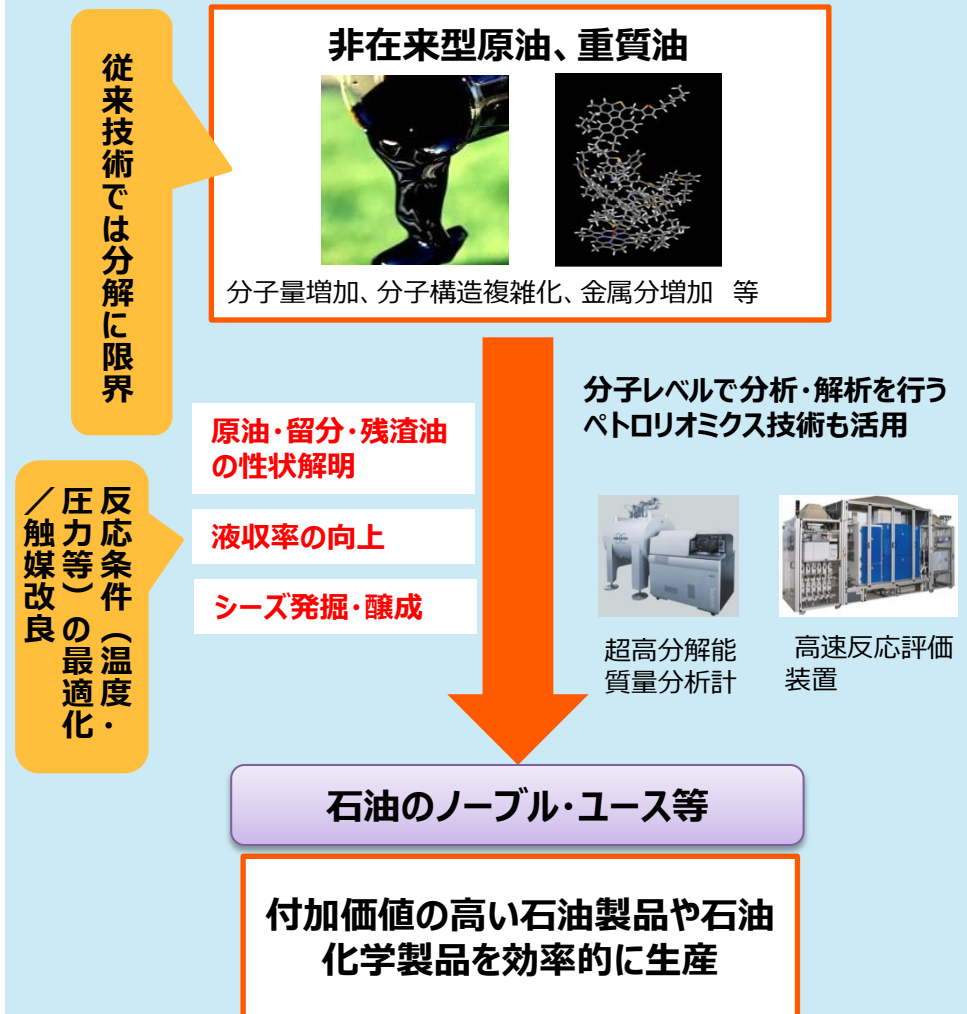 従来技術では分解に限界
非在来型原油、重質油
分子量増加、分子構造複雑化、金属分増加 等
分子レベルで分析・解析を行う
ペトロリオミクス技術も活用
原油・留分・残渣油
の性状解明
液収率の向上
シーズ発掘・醸成
反応条件（温度・
圧力等）の最適化
／触媒改良
超高分解能
質量分析計
高速反応評価
装置
石油のノーブル・ユース等
付加価値の高い石油製品や石油
化学製品を効率的に生産